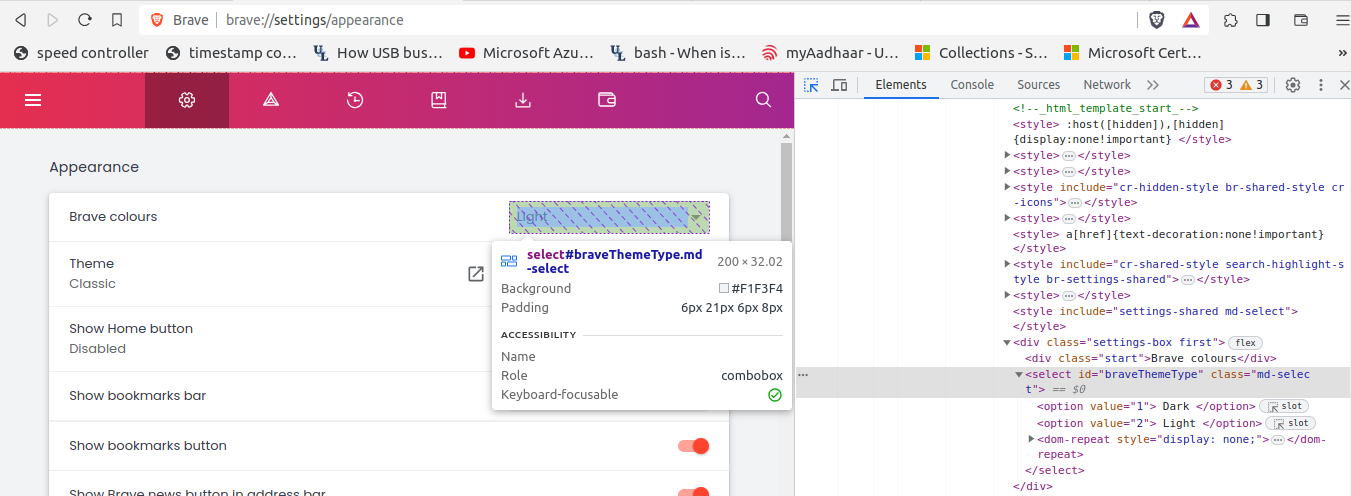 Brave brave://settings/appearance
speed controller timestamp co… How USB bus… Microsoft Azu… bash - When is… myAadhaar - U… Collections - S… Microsoft Cert… »
Appearance
Brave colours
Light
Theme
Classic
Show Home button
Disabled
Show bookmarks bar
Show bookmarks button
Show Brave news button in address bar
select#braveThemeType.md
-select
200 × 32.02
Background #F1F3F4
Padding 6px 21px 6px 8px
ACCESSIBILITY
Name
Role combobox
Keyboard-focusable
Elements Console Sources Network 3 3
<!--_html_template_start_-->
<style> :host([hidden]),[hidden]
{display:none!important} </style>
<style>…</style>
<style>…</style>
<style include="cr-hidden-style br-shared-style cr
-icons">…</style>
<style>…</style>
<style> a[href]{text-decoration:none!important}
</style>
<style include="cr-shared-style search-highlight-s
tyle br-settings-shared">…</style>
<style>…</style>
<style include="settings-shared md-select">
</style>
<div class="settings-box first"> flex
<div class="start">Brave colours</div>
… <select id="braveThemeType" class="md-selec
t"> == $0
<option value="1"> Dark </option> slot
<option value="2"> Light </option> slot
<dom-repeat style="display: none;">…</dom-
repeat>
</select>
</div>